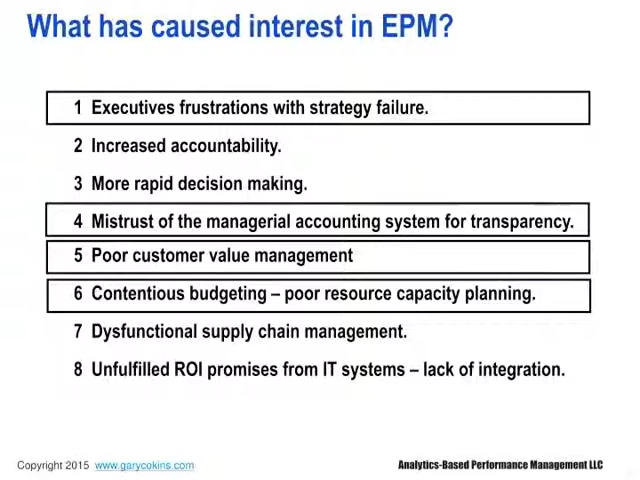 What has caused interest in EPM?
1 Executives frustrations with strategy failure.
2 Increased accountability.
3 More rapid decision making.
4 Mistrust of the managerial accounting system for transparency.
5 Poor customer value management
6 Contentious budgeting – poor resource capacity planning.
7 Dysfunctional supply chain management.
8 Unfulfilled ROI promises from IT systems – lack of integration.
Copyright 2015 www.garycokins.com
Analytics-Based Performance Management LLC